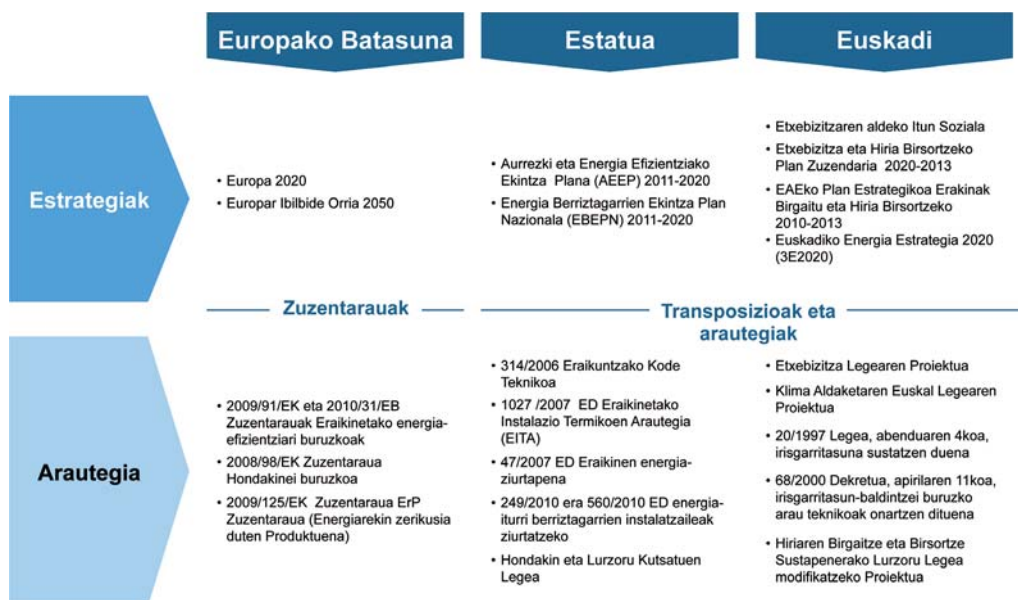 Europako Batasuna
Estatua
Euskadi
Estrategiak
• Europa 2020
• Europar Ibilbide Orria 2050
• Aurrezki eta Energia Efizientziako
Ekintza Plana (AEEP) 2011-2020
• Energia Berriztagarrien Ekintza Plan
Nazionala (EBEPN) 2011-2020
• Etxebizitzaren aldeko Itun Soziala
• Etxebizitza eta Hiria Birsortzeko
Plan Zuzendaria 2020-2013
• EAEko Plan Estrategikoa Erakinak
Birgaitu eta Hiria Birsortzeko
2010-2013
• Euskadiko Energia Estrategia 2020
(3E2020)
Zuzentarauak
Transposizioak eta
arautegiak
Arautegia
• 2009/91/EK eta 2010/31/EB
Zuzentarauak Eraikinetako energia-
efizientziari buruzkoak
• 2008/98/EK Zuzentaraua
Hondakinei buruzkoa
• 2009/125/EK Zuzentaraua ErP
Zuzentaraua (Energiarekin zerikusia
duten Produktuena)
• 314/2006 Eraikuntzako Kode
Teknikoa
• 1027 /2007 ED Eraikinetako
Instalazio Termikoen Arautegia
(EITA)
• 47/2007 ED Eraikinen energia-
ziurtapena
• 249/2010 era 560/2010 ED energia-
iturri berriztagarrien instalatzaileak
ziurtatzeko
• Hondakin eta Lurzoru Kutsatuen
Legea
• Etxebizitza Legearen Proiektua
• Klima Aldaketaren Euskal Legearen
Proiektua
• 20/1997 Legea, abenduaren 4koa,
irisgarritasuna sustatzen duena
• 68/2000 Dekretua, apirilaren 11koa,
irisgarritasun-baldintzei buruzko
arau teknikoak onartzen dituena
• Hiriaren Birgaitze eta Birsortze
Sustapenerako Lurzoru Legea
modifikatzeko Proiektua